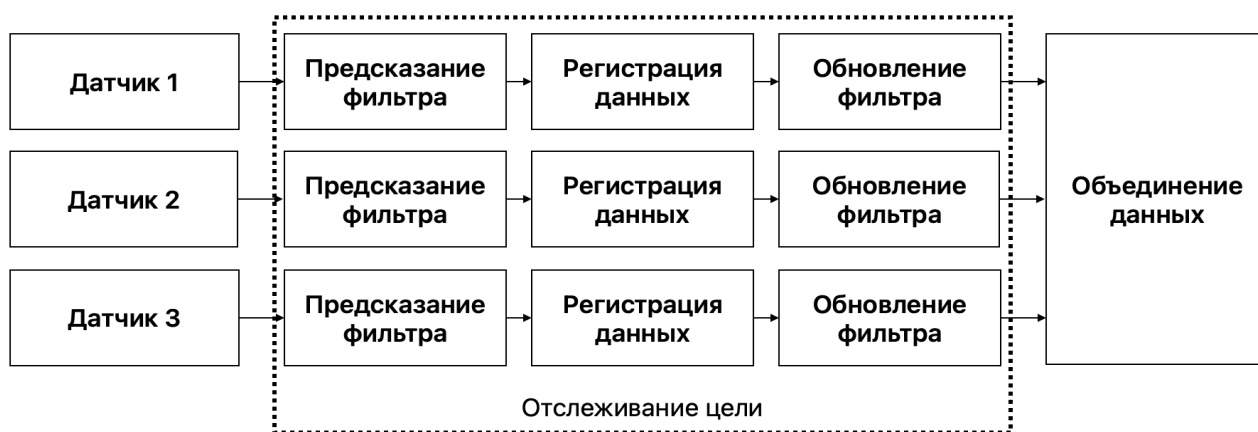 Датчик 1
Предсказание
фильтра
Регистрация
данных
Обновление
фильтра
Датчик 2
Предсказание
фильтра
Регистрация
данных
Обновление
фильтра
Объединение
данных
Датчик 3
Предсказание
фильтра
Регистрация
данных
Обновление
фильтра
Отслеживание цели